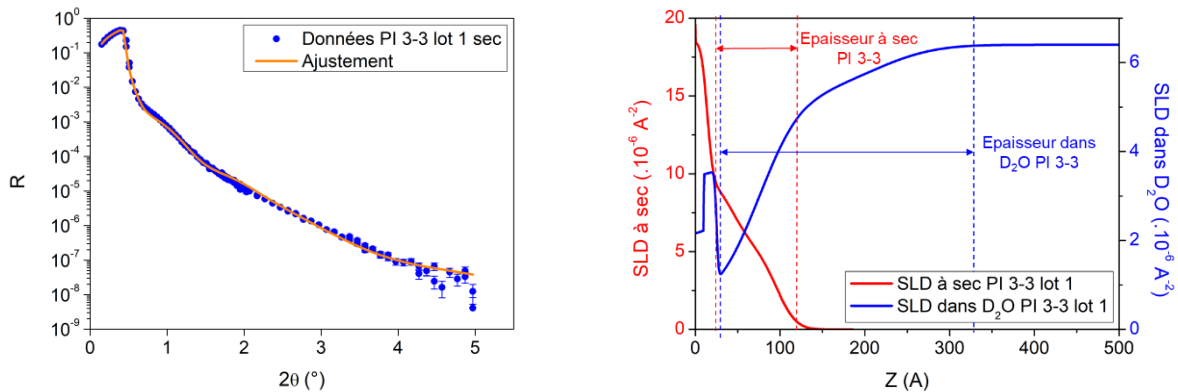 10⁰
10⁻¹
10⁻²
10⁻³
10⁻⁴
10⁻⁵
10⁻⁶
10⁻⁷
10⁻⁸
10⁻⁹
R
Données PI 3-3 lot 1 sec
Ajustement
0 1 2 3 4 5
2θ (°)
20
15
10
5
0
SLD à sec (.10⁻⁶ A⁻²)
Epaisseur à sec
PI 3-3
Epaisseur dans
D₂O PI 3-3
SLD à sec PI 3-3 lot 1
SLD dans D₂O PI 3-3 lot 1
6
4
2
0
SLD dans D₂O (.10⁻⁶ A⁻²)
0 100 200 300 400 500
Z (A)